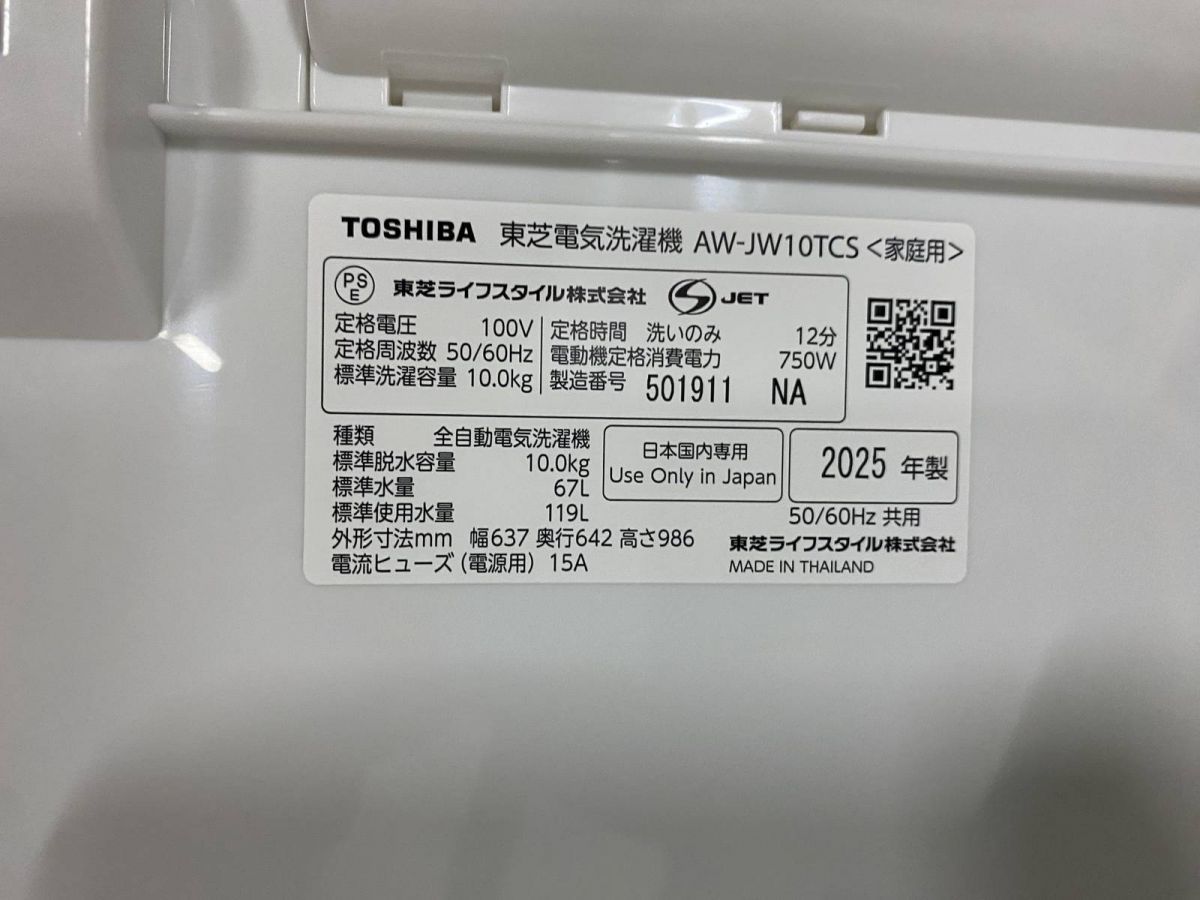 TOSHIBA 東芝電気洗濯機 AW-JW10TCS <家庭用>
PS
E
東芝ライフスタイル株式会社 S JET
定格電圧 100V
定格周波数 50/60Hz
標準洗濯容量 10.0kg
定格時間 洗いのみ 12分
電動機定格消費電力 750W
製造番号 501911 NA
種類 全自動電気洗濯機
標準脱水容量 10.0kg
標準水量 67L
標準使用水量 119L
外形寸法mm 幅637 奥行642 高さ986
電流ヒューズ (電源用) 15A
日本国内専用
Use Only in Japan
2025 年製
50/60Hz 共用
東芝ライフスタイル株式会社
MADE IN THAILAND